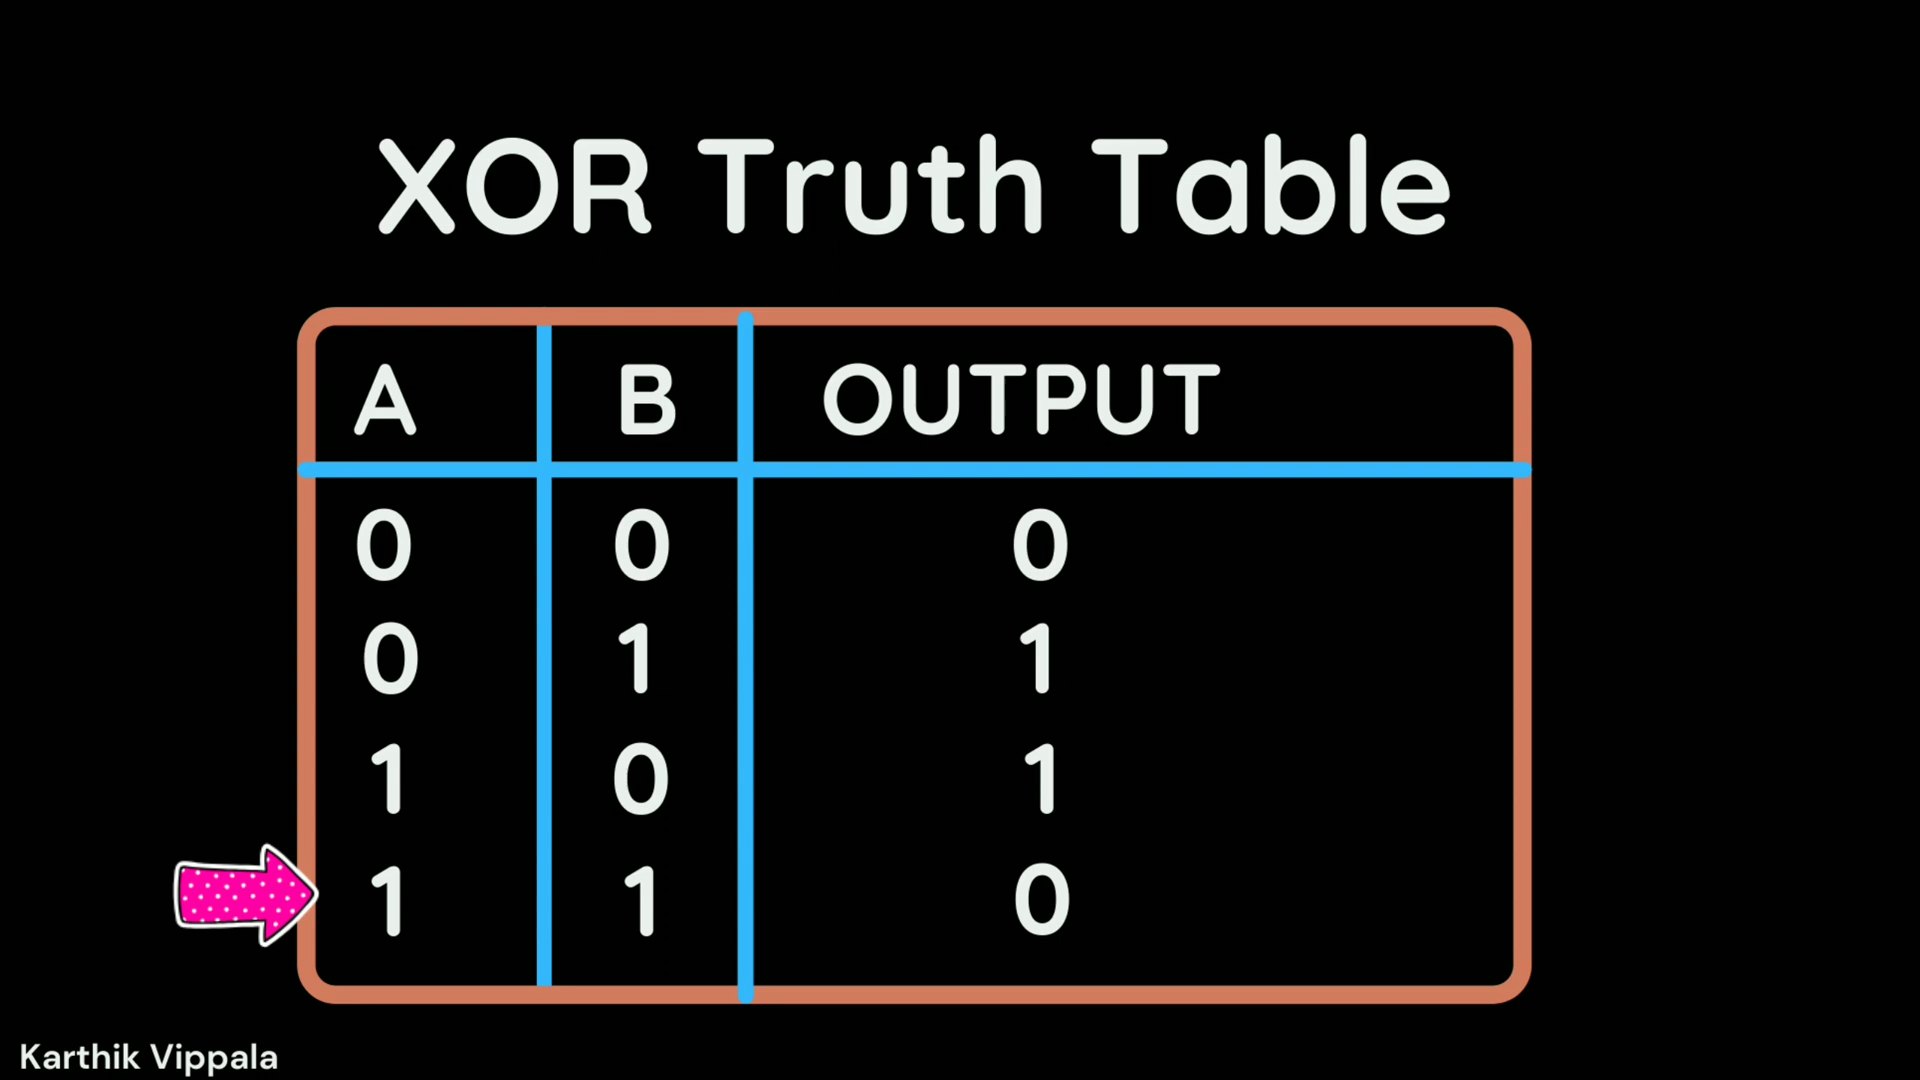 XOR Truth Table
A B OUTPUT
0 0 0
0 1 1
1 0 1
1 1 0
Karthik Vippala